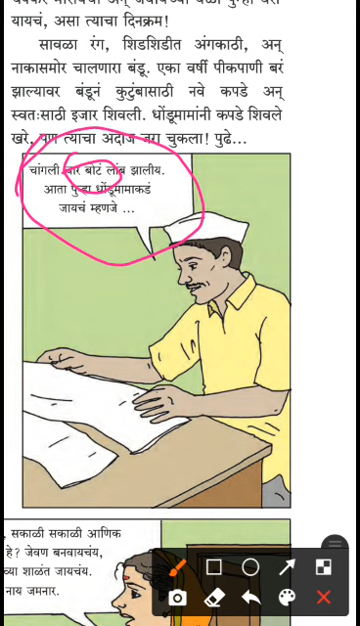 यायचं, असा त्याचा दिनक्रम!
सावळा रंग, शिडशिडीत अंगकाठी, अन्
नाकासमोर चालणारा बंडू. एका वर्षी पीकपाणी बरं
झाल्यावर बंडूनं कुटुंबासाठी नवे कपडे अन्
स्वतःसाठी इजार शिवली. धोंडूमामांनी कपडे शिवले
खरे, पण त्याचा अदाज जरा चुकला! पुढे...
चांगली चार बोटं लांब झालीय.
आता पुन्हा धोंडूमामाकडं
जायचं म्हणजे ...
सकाळी सकाळी आणिक
हे? जेवण बनवायचंय,
च्या शाळंत जायचंय.
नाय जमनार.